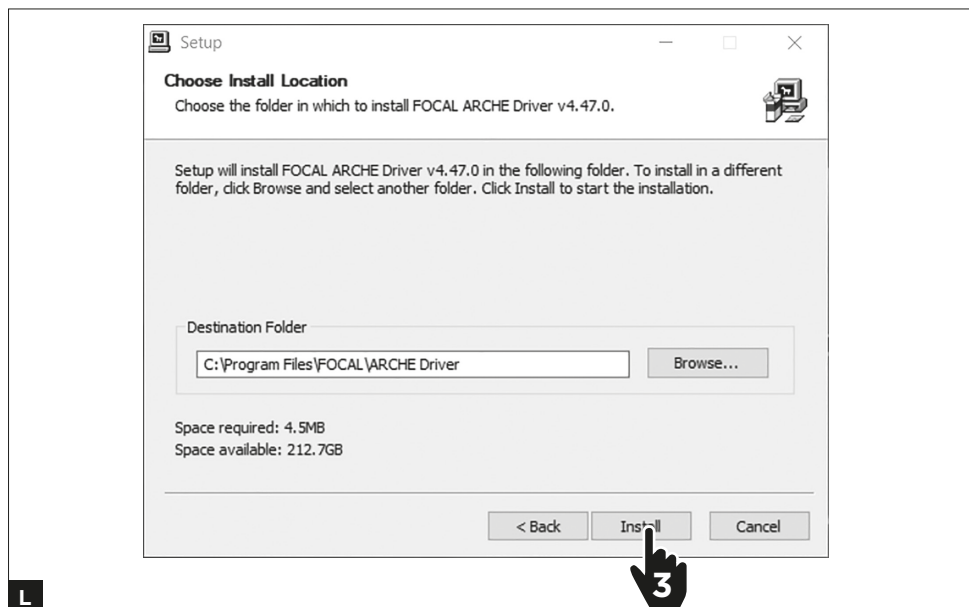 Setup
Choose Install Location
Choose the folder in which to install FOCAL ARCHE Driver v4.47.0.
Setup will install FOCAL ARCHE Driver v4.47.0 in the following folder. To install in a different
folder, click Browse and select another folder. Click Install to start the installation.
Destination Folder
C:\Program Files\FOCAL\ARCHE Driver
Browse...
Space required: 4.5MB
Space available: 212.7GB
< Back Install Cancel
3
L